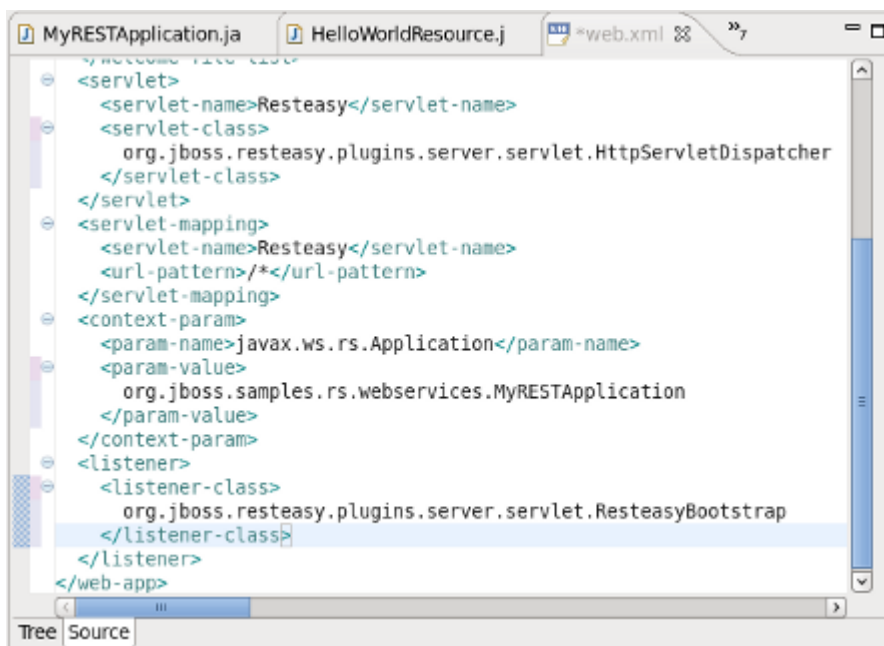 MyRESTApplication.ja HelloWorldResource.j *web.xml »7
</welcome-file-list>
<servlet>
<servlet-name>Resteasy</servlet-name>
<servlet-class>
org.jboss.resteasy.plugins.server.servlet.HttpServletDispatcher
</servlet-class>
</servlet>
<servlet-mapping>
<servlet-name>Resteasy</servlet-name>
<url-pattern>/*</url-pattern>
</servlet-mapping>
<context-param>
<param-name>javax.ws.rs.Application</param-name>
<param-value>
org.jboss.samples.rs.webservices.MyRESTApplication
</param-value>
</context-param>
<listener>
<listener-class>
org.jboss.resteasy.plugins.server.servlet.ResteasyBootstrap
</listener-class>
</listener>
</web-app>
Tree Source